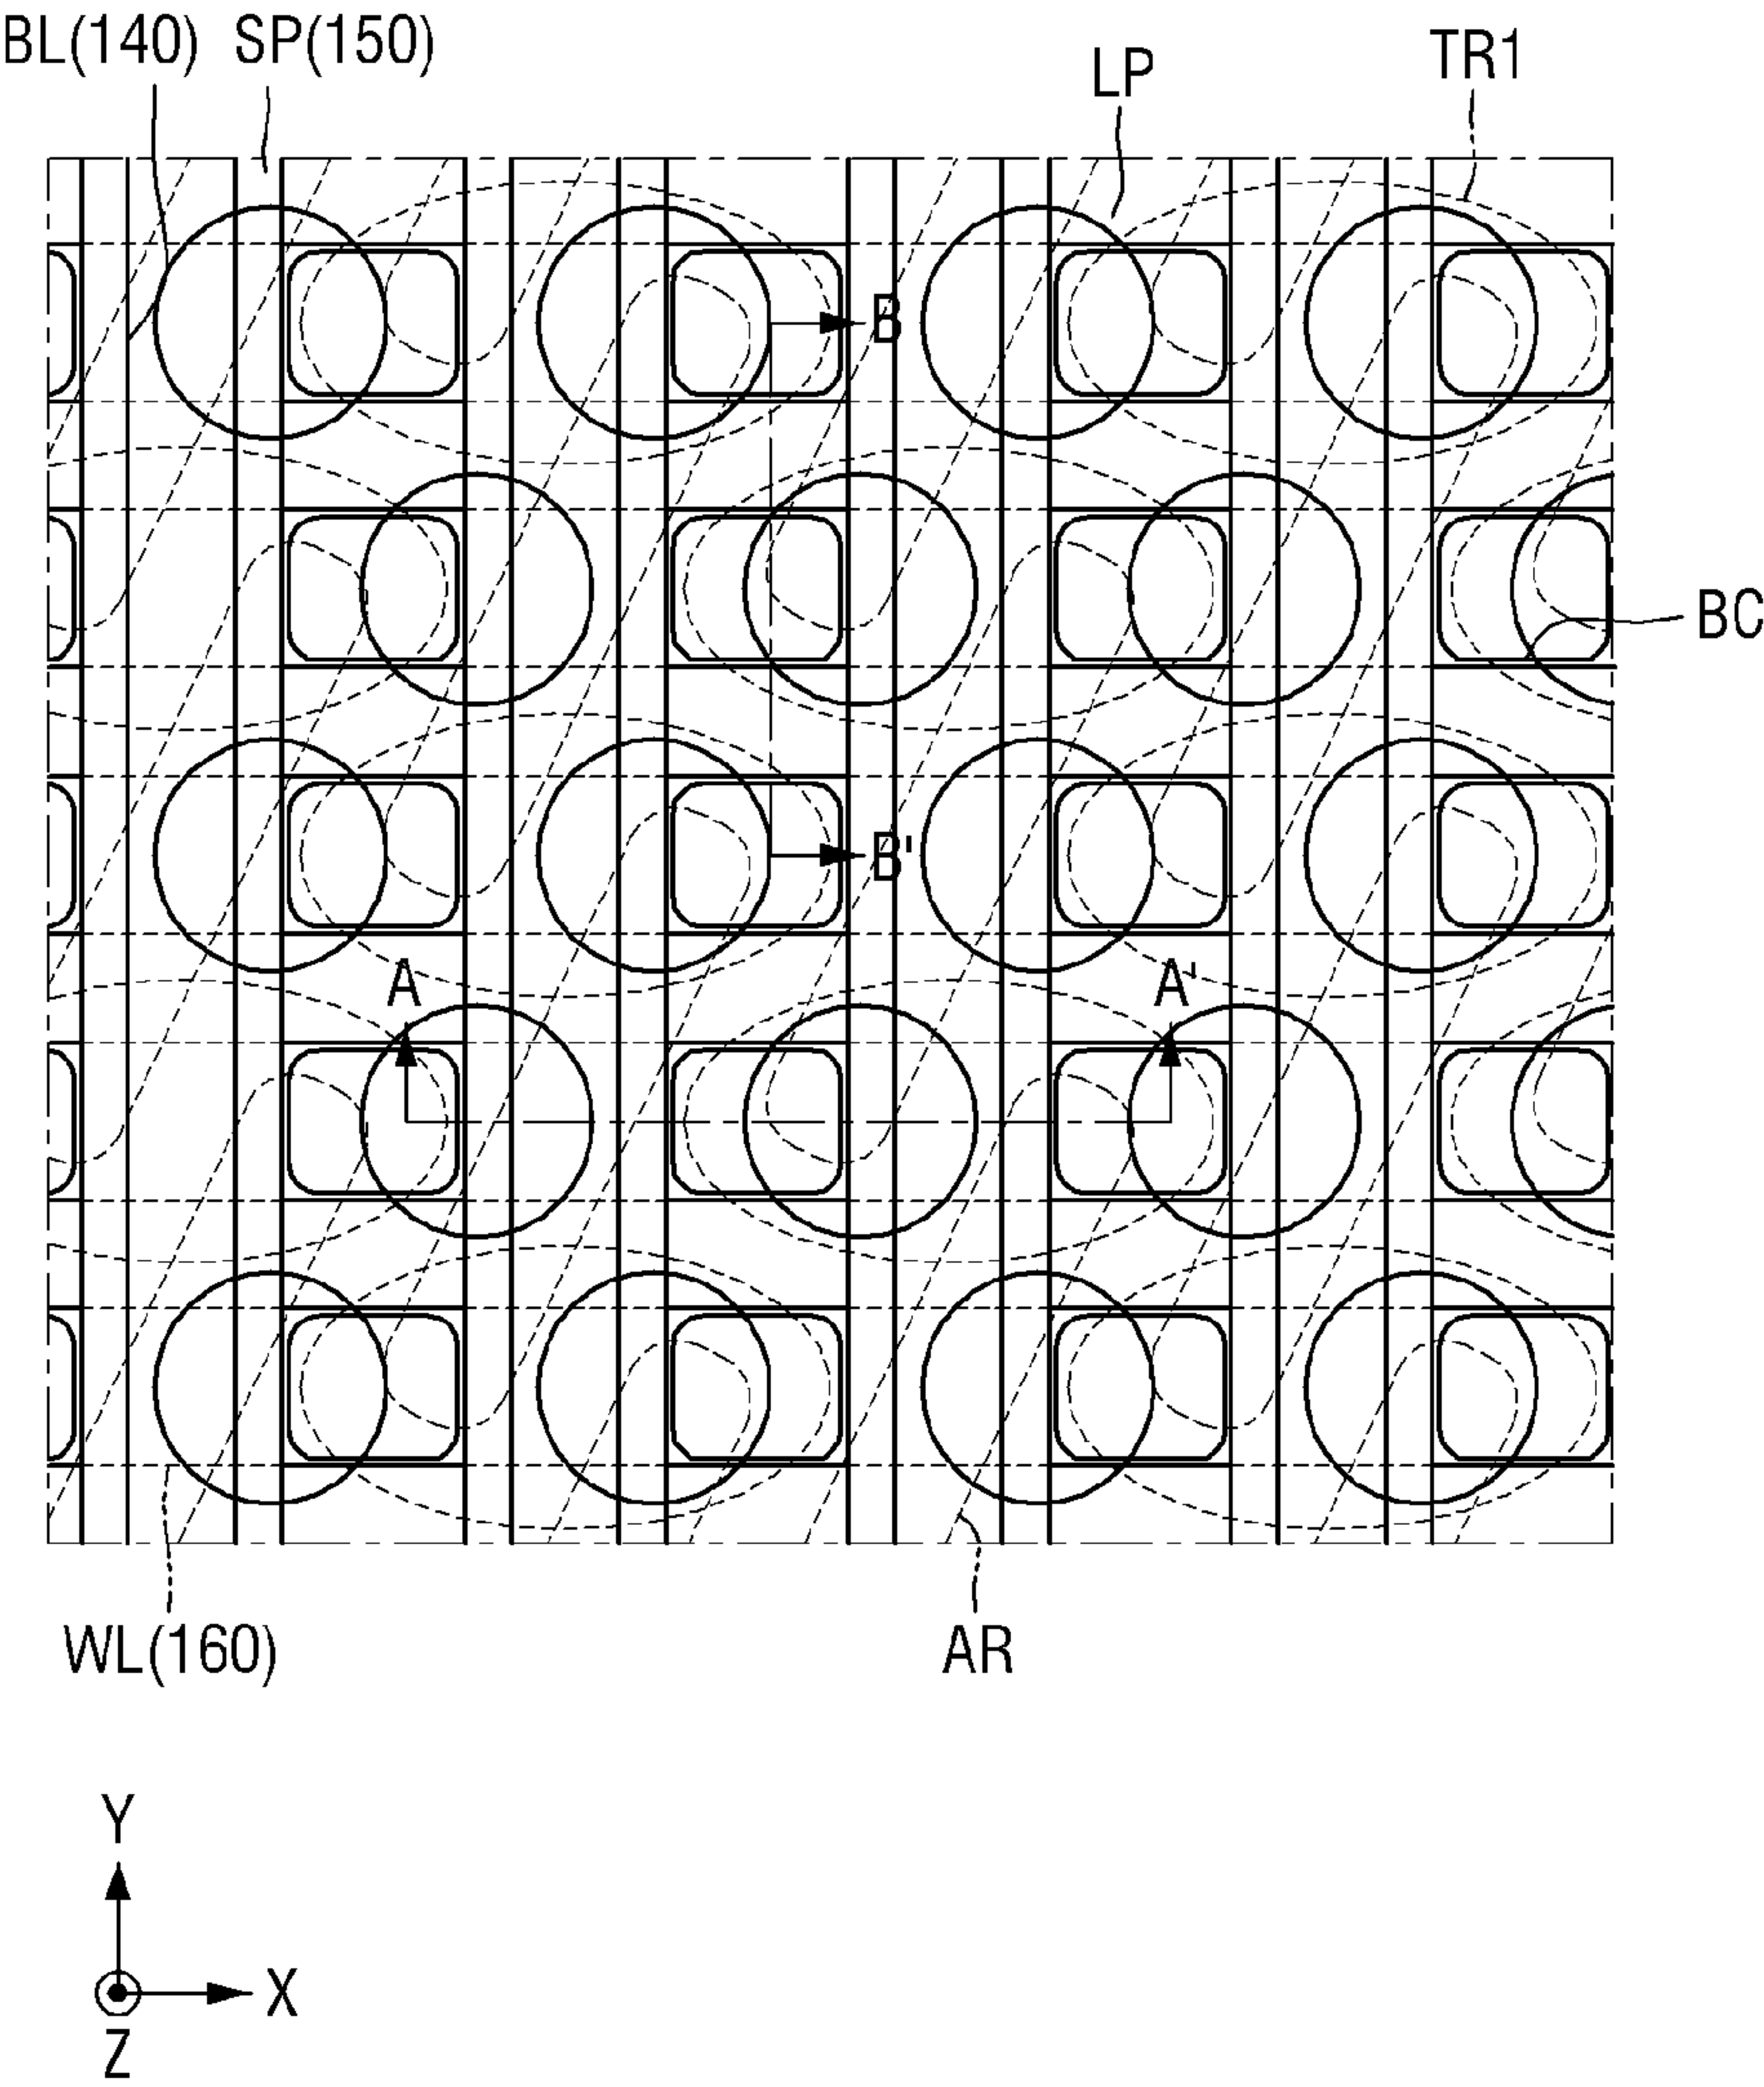 BL(140) SP(150) LP TR1
B
BC
B'
A A'
WL(160) AR
Y
X
Z